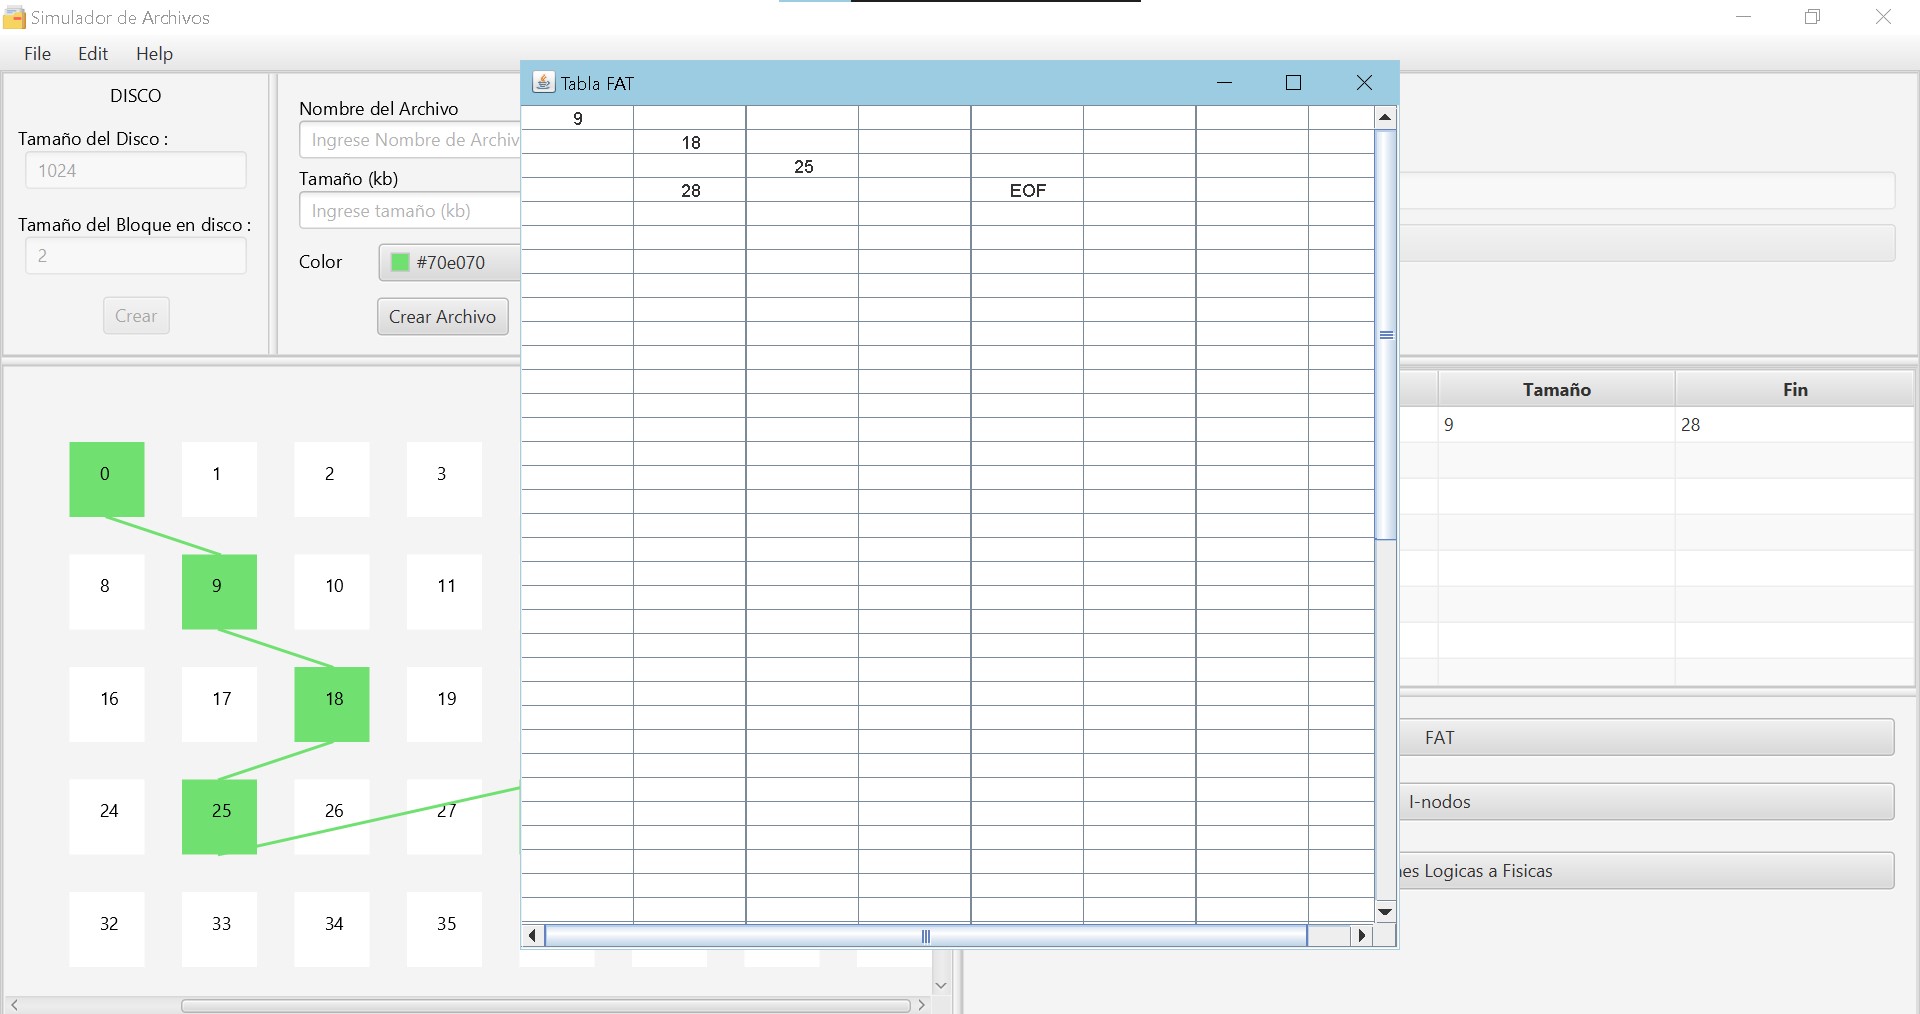 Simulador de Archivos
File Edit Help
DISCO
Tamaño del Disco :
1024
Tamaño del Bloque en disco :
2
Crear
Nombre del Archivo
Ingrese Nombre de Archiv
Tamaño (kb)
Ingrese tamaño (kb)
Color #70e070
Crear Archivo
Tabla FAT
9
18
25
28 EOF
Tamaño Fin
9 28
0 1 2 3
8 9 10 11
16 17 18 19
24 25 26 27
32 33 34 35
FAT
I-nodos
nes Logicas a Fisicas